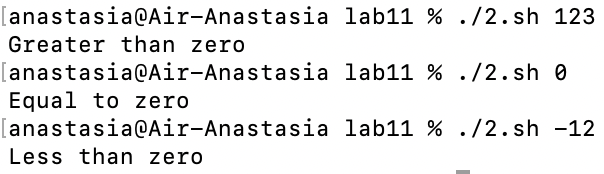 [anastasia@Air-Anastasia lab11 % ./2.sh 123
Greater than zero
[anastasia@Air-Anastasia lab11 % ./2.sh 0
Equal to zero
[anastasia@Air-Anastasia lab11 % ./2.sh -12
Less than zero